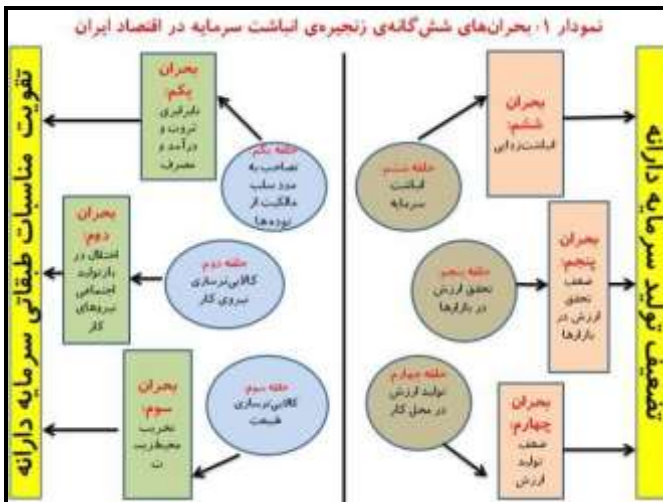 نمودار ۱: بحران‌های شش‌گانه‌ی زنجیره‌ی انباشت سرمایه در اقتصاد ایران
تضعیف تولید سرمایه دارانه
بحران
ششم:
انباشت‌زدایی
حلقه ششم:
انباشت
سرمایه
بحران
پنجم:
ضعف
تحقق
ارزش در
بازارها
حلقه پنجم:
تحقق ارزش
در بازارها
بحران
چهارم:
ضعف
تولید
ارزش
حلقه چهارم:
تولید ارزش
در محل کار
حلقه یکم:
تصاحب به
مدد سلب
مالکیت از
توده‌ها
بحران
یکم:
نابرابری
ثروت و
درآمد و
مصرف
حلقه دوم:
کالایی‌ترسازی
نیروی کار
بحران
دوم:
اختلال در
بازتولید
اجتماعی
نیروهای
کار
حلقه سوم:
کالایی‌ترسازی
طبیعت
بحران
سوم:
تخریب
محیط‌زیس
ت
تقویت مناسبات طبقاتی سرمایه دارانه